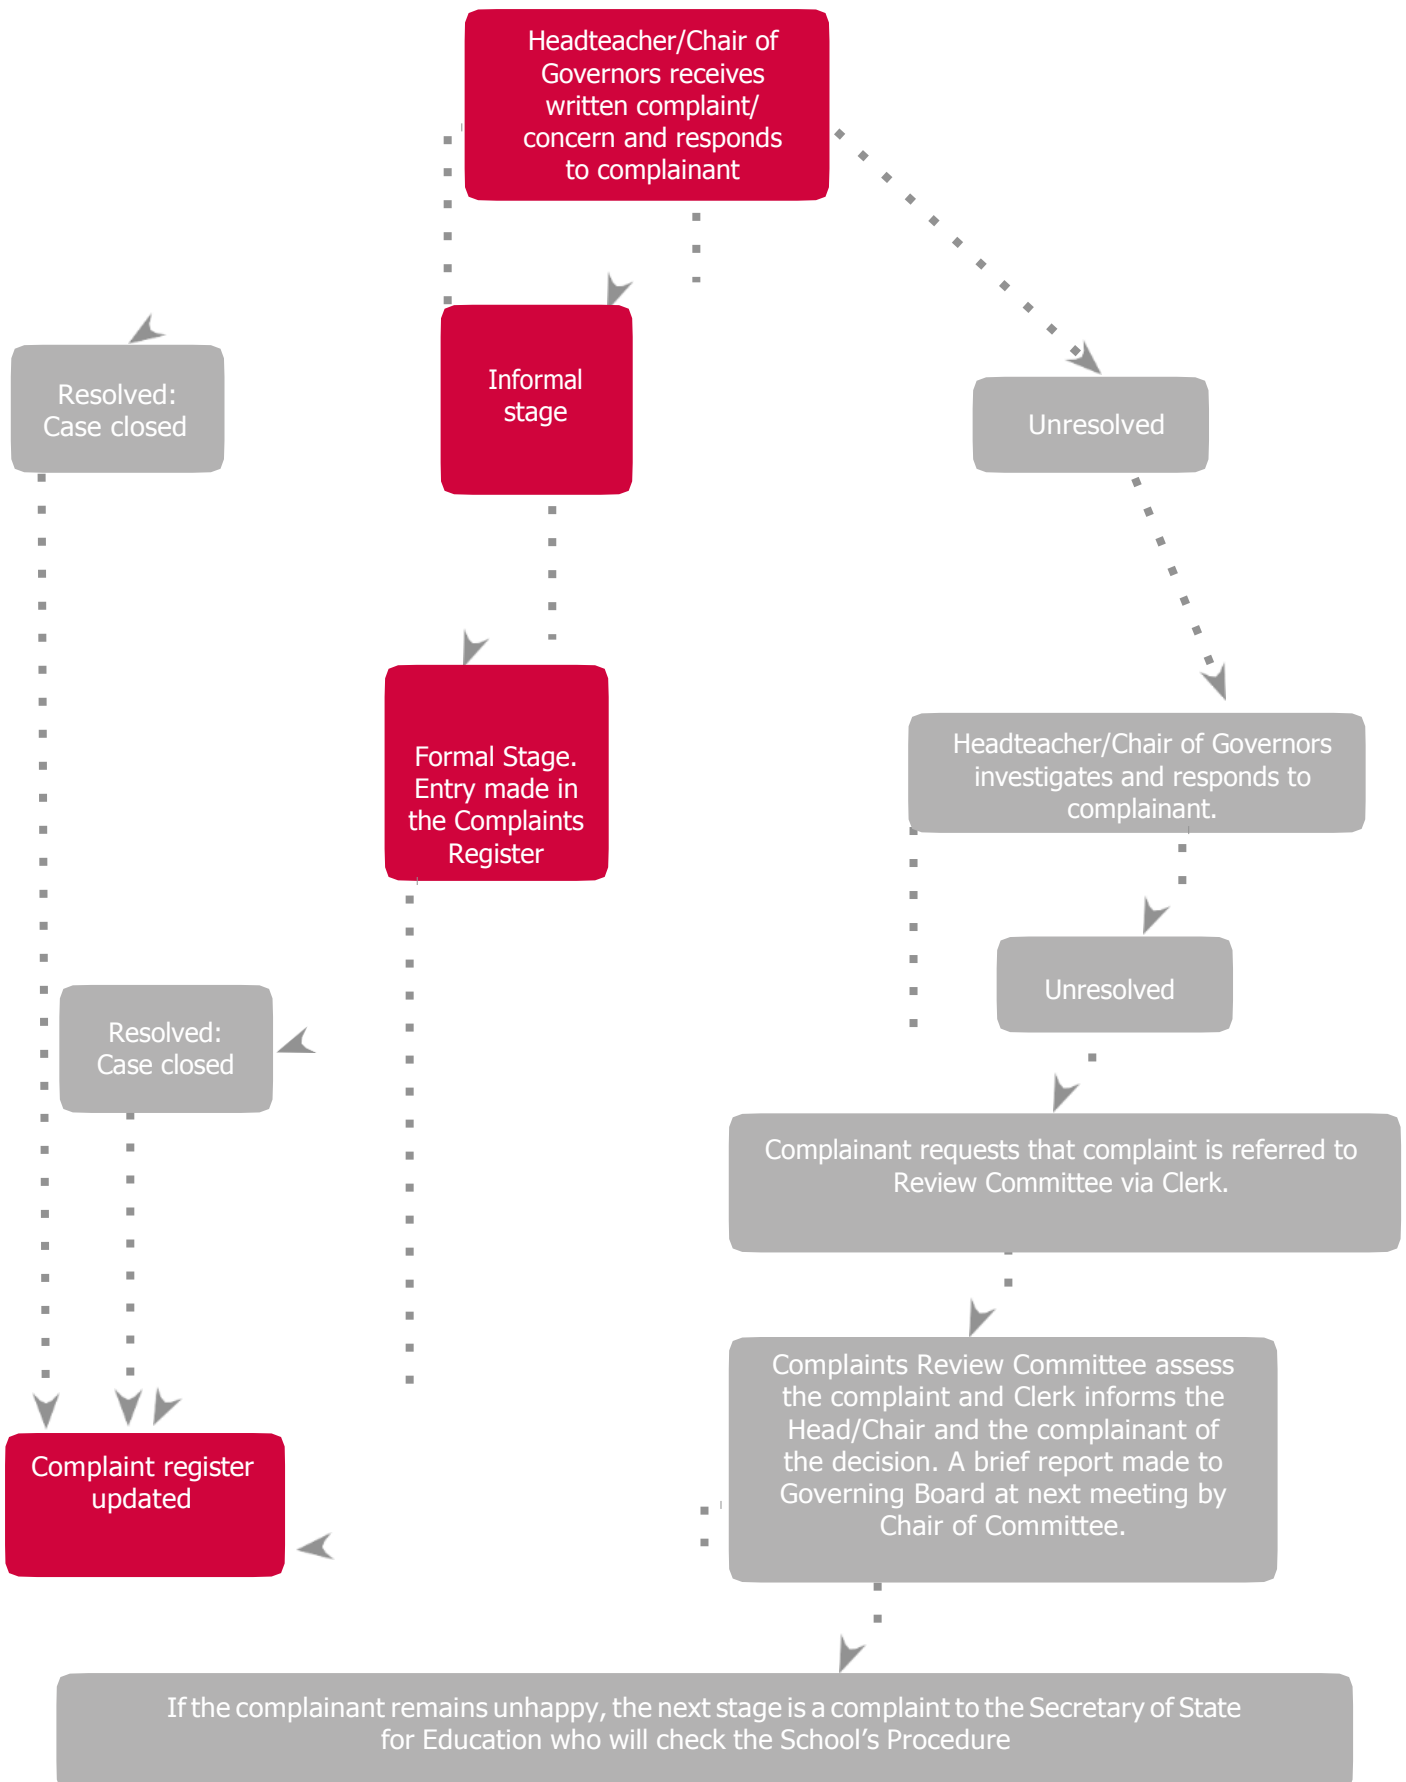 Headteacher/Chair of
Governors receives
written complaint/
concern and responds
to complainant
Informal
stage
Resolved:
Case closed
Unresolved
Formal Stage.
Entry made in
the Complaints
Register
Headteacher/Chair of Governors
investigates and responds to
complainant.
Unresolved
Resolved:
Case closed
Complainant requests that complaint is referred to
Review Committee via Clerk.
Complaints Review Committee assess
the complaint and Clerk informs the
Head/Chair and the complainant of
the decision. A brief report made to
Governing Board at next meeting by
Chair of Committee.
Complaint register
updated
If the complainant remains unhappy, the next stage is a complaint to the Secretary of State
for Education who will check the School’s Procedure